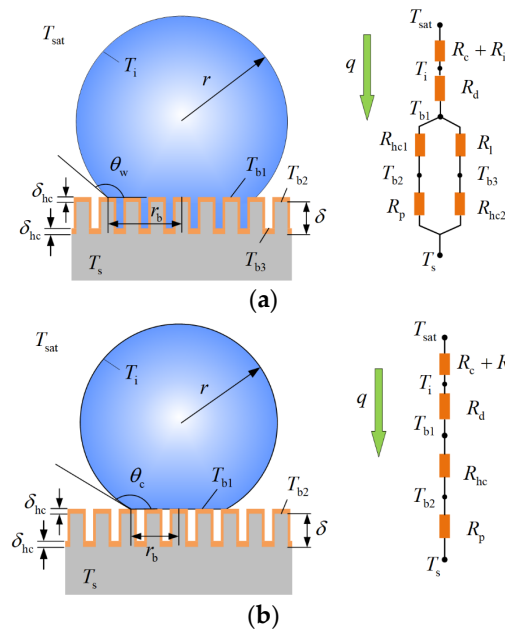 T_sat
T_i
r
θ_w
T_b1
T_b2
δ_hc
r_b
δ
δ_hc
T_s
T_b3
q
T_sat
R_c + R_i
T_i
R_d
T_b1
R_hc1
R_l
T_b2
T_b3
R_p
R_hc2
T_s
(a)
T_sat
T_i
r
θ_c
T_b1
T_b2
δ_hc
δ
δ_hc
r_b
T_s
q
T_sat
R_c + R
T_i
R_d
T_b1
R_hc
T_b2
R_p
T_s
(b)